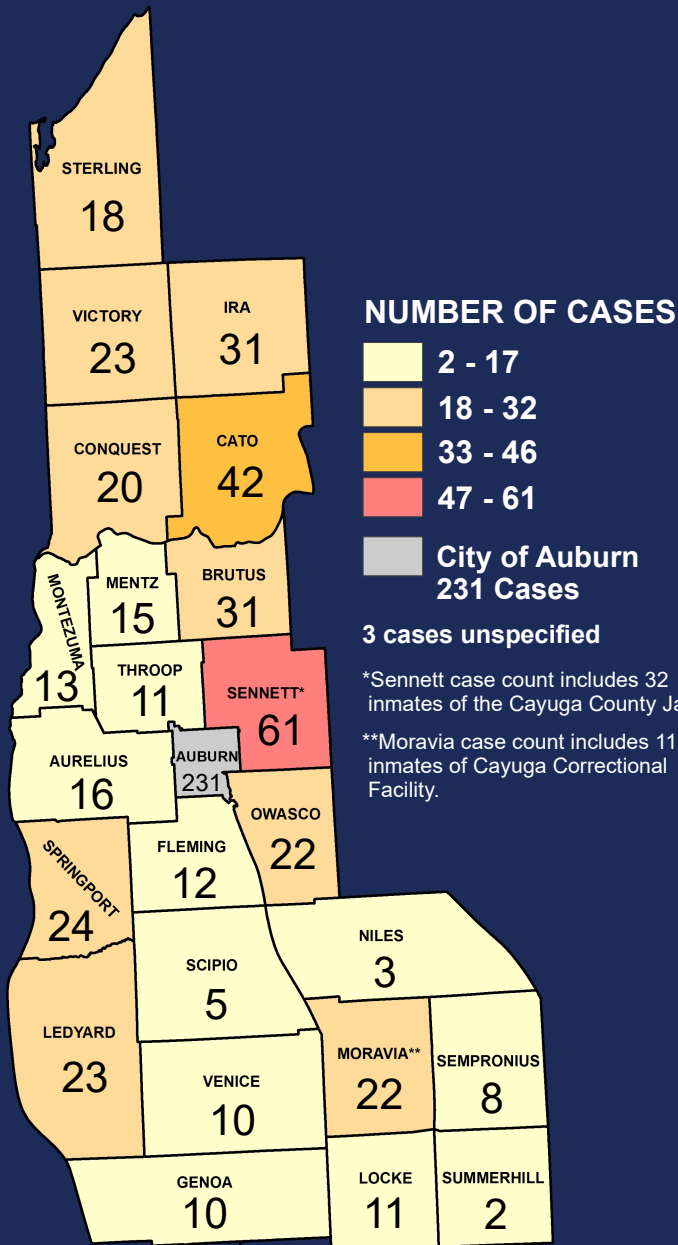 STERLING
18
VICTORY
23
IRA
31
CONQUEST
20
CATO
42
NUMBER OF CASES
2 - 17
18 - 32
33 - 46
47 - 61
City of Auburn
231 Cases
3 cases unspecified
*Sennett case count includes 32
inmates of the Cayuga County Ja
**Moravia case count includes 11
inmates of Cayuga Correctional
Facility.
MONTEZUMA
13
MENTZ
15
BRUTUS
31
THROOP
11
SENNETT*
61
AURELIUS
16
AUBURN
231
OWASCO
22
FLEMING
12
SPRINGPORT
24
NILES
3
SCIPIO
5
LEDYARD
23
MORAVIA**
22
SEMPRONIUS
8
VENICE
10
GENOA
10
LOCKE
11
SUMMERHILL
2